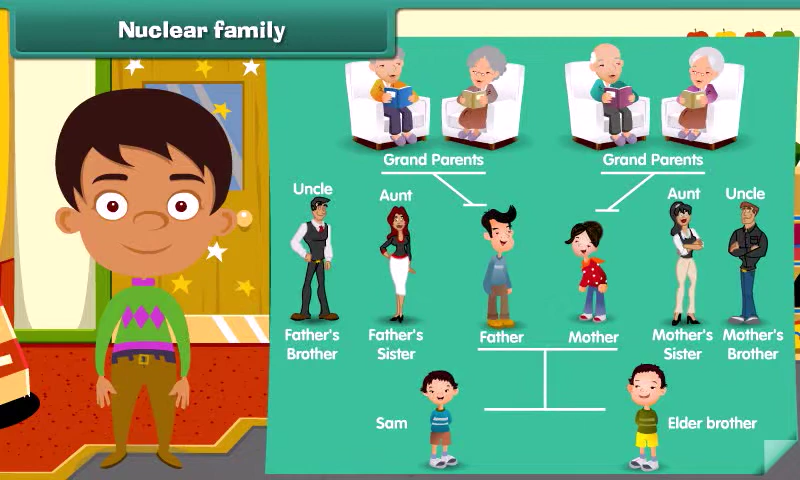 Nuclear family
Grand Parents
Grand Parents
Uncle
Aunt
Aunt
Uncle
Father's
Brother
Father's
Sister
Father
Mother
Mother's
Sister
Mother's
Brother
Sam
Elder brother